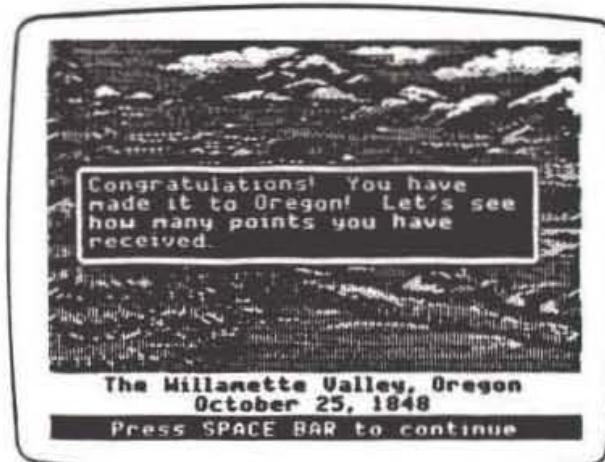 Congratulations! You have
made it to Oregon! Let's see
how many points you have
received.
The Willamette Valley, Oregon
October 25, 1848
Press SPACE BAR to continue